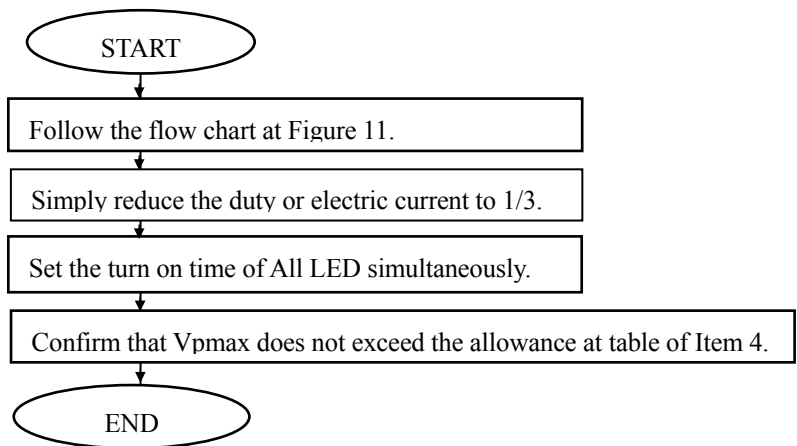 START
Follow the flow chart at Figure 11.
Simply reduce the duty or electric current to 1/3.
Set the turn on time of All LED simultaneously.
Confirm that Vpmax does not exceed the allowance at table of Item 4.
END